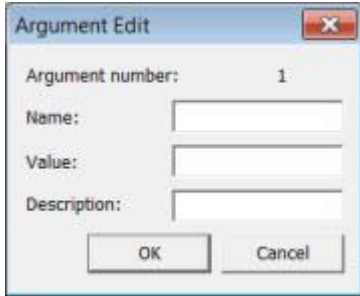 Argument Edit
Argument number: 1
Name:
Value:
Description:
OK Cancel